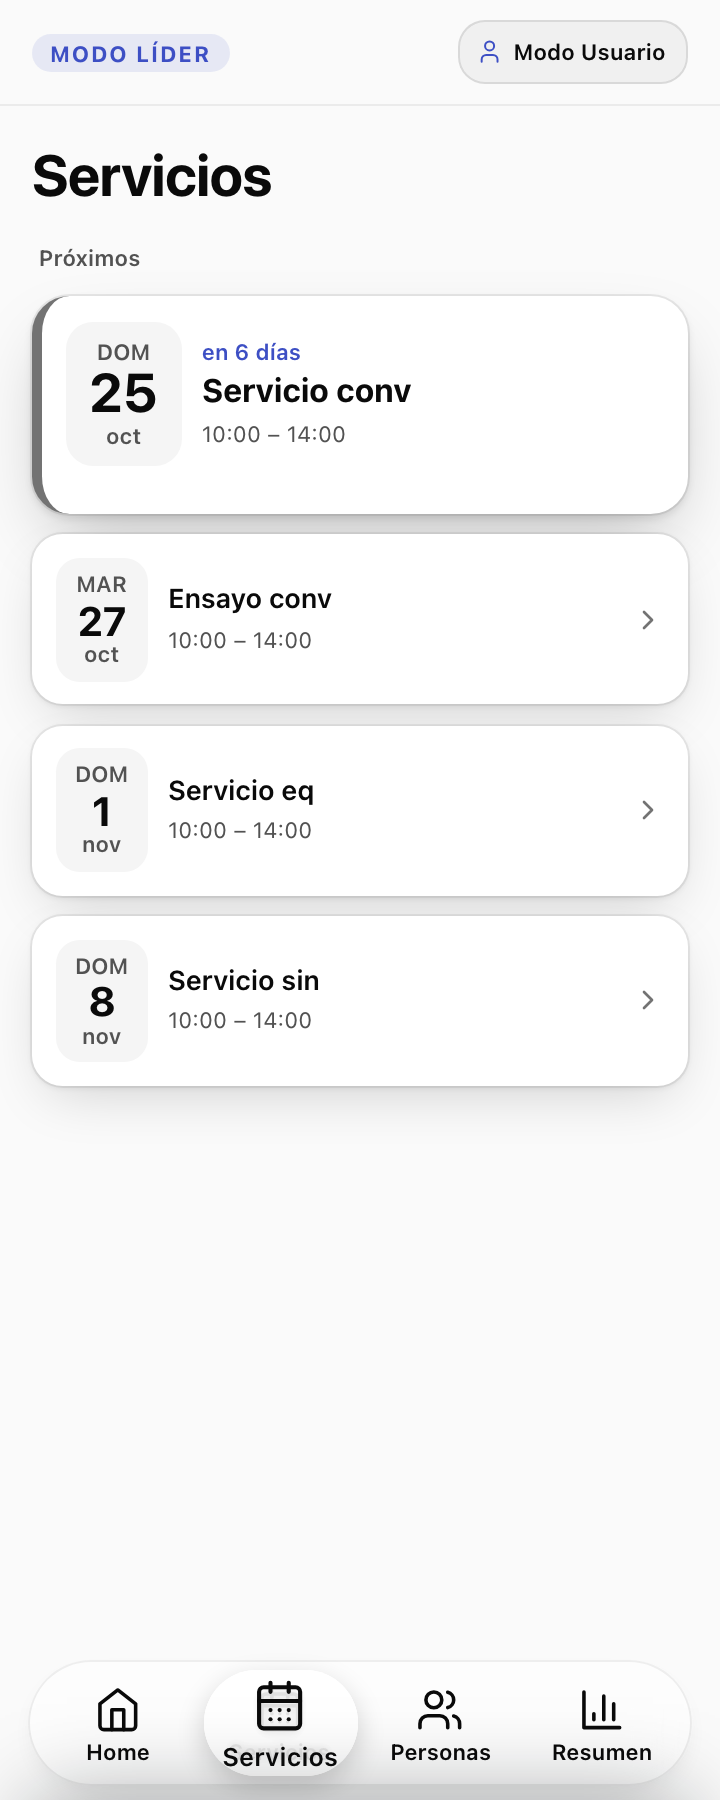 MODO LÍDER
Modo Usuario
Servicios
Próximos
DOM
25
oct
en 6 días
Servicio conv
10:00 – 14:00
MAR
27
oct
Ensayo conv
10:00 – 14:00
DOM
1
nov
Servicio eq
10:00 – 14:00
DOM
8
nov
Servicio sin
10:00 – 14:00
Home
Servicios
Personas
Resumen